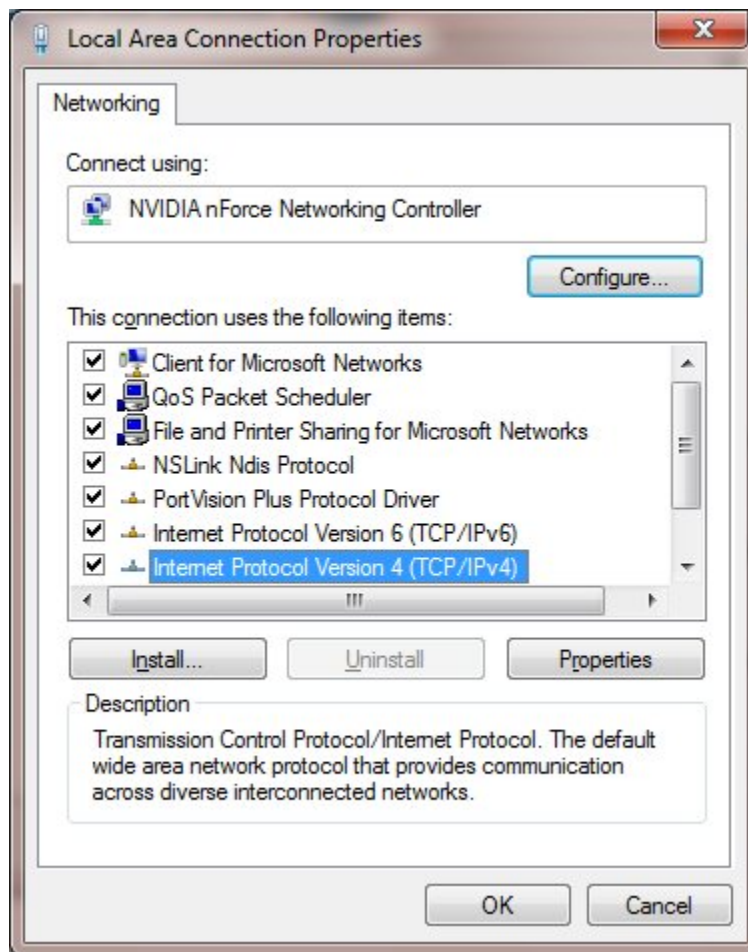 Local Area Connection Properties
Networking
Connect using:
NVIDIA nForce Networking Controller
Configure...
This connection uses the following items:
Client for Microsoft Networks
QoS Packet Scheduler
File and Printer Sharing for Microsoft Networks
NSLink Ndis Protocol
PortVision Plus Protocol Driver
Internet Protocol Version 6 (TCP/IPv6)
Internet Protocol Version 4 (TCP/IPv4)
Install...
Uninstall
Properties
Description
Transmission Control Protocol/Internet Protocol. The default
wide area network protocol that provides communication
across diverse interconnected networks.
OK
Cancel